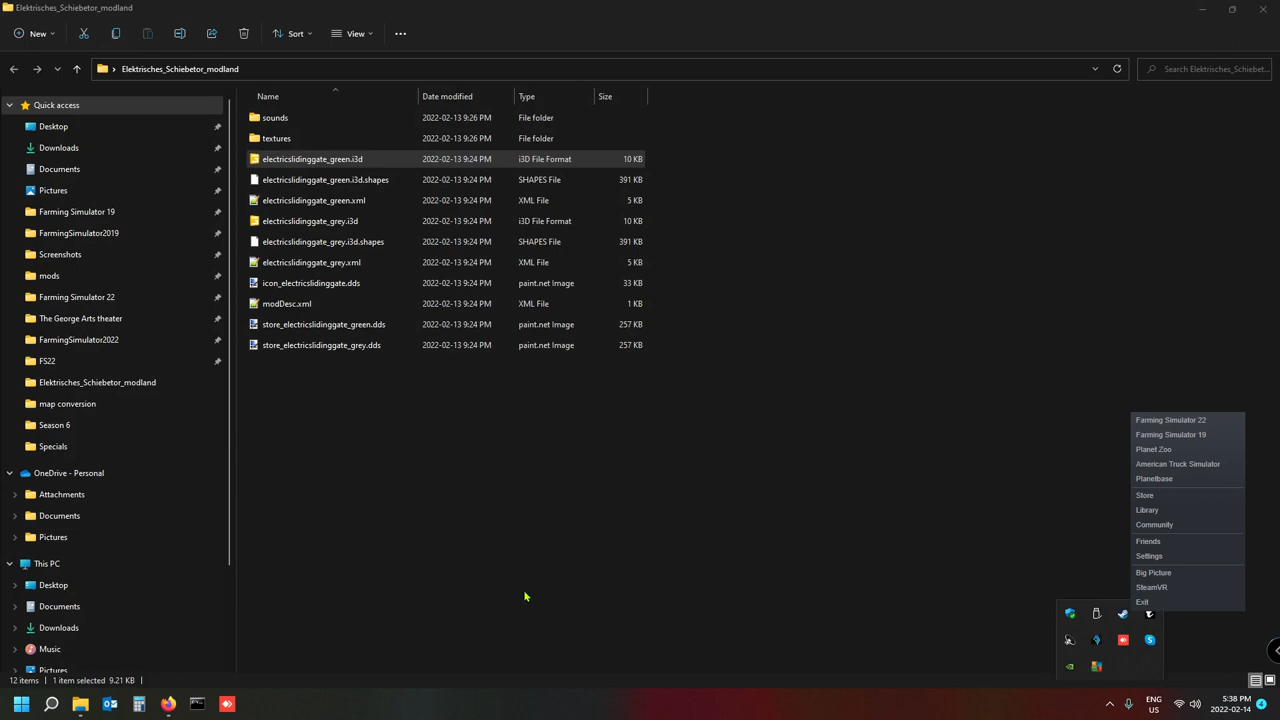 Elektrisches_Schiebetor_modland
New
Sort
View
Elektrisches_Schiebetor_modland
Search Elektrisches_Schiebet...
Name
Date modified
Type
Size
Quick access
Desktop
Downloads
Documents
Pictures
Farming Simulator 19
FarmingSimulator2019
Screenshots
mods
Farming Simulator 22
The George Arts theater
FarmingSimulator2022
FS22
Elektrisches_Schiebetor_modland
map conversion
Season 6
Specials
OneDrive - Personal
Attachments
Documents
Pictures
This PC
Desktop
Documents
Downloads
Music
Pictures
sounds 2022-02-13 9:26 PM File folder
textures 2022-02-13 9:26 PM File folder
electricslidinggate_green.i3d 2022-02-13 9:24 PM i3D File Format 10 KB
electricslidinggate_green.i3d.shapes 2022-02-13 9:24 PM SHAPES File 391 KB
electricslidinggate_green.xml 2022-02-13 9:24 PM XML File 5 KB
electricslidinggate_grey.i3d 2022-02-13 9:24 PM i3D File Format 10 KB
electricslidinggate_grey.i3d.shapes 2022-02-13 9:24 PM SHAPES File 391 KB
electricslidinggate_grey.xml 2022-02-13 9:24 PM XML File 5 KB
icon_electricslidinggate.dds 2022-02-13 9:24 PM paint.net Image 33 KB
modDesc.xml 2022-02-13 9:24 PM XML File 1 KB
store_electricslidinggate_green.dds 2022-02-13 9:24 PM paint.net Image 257 KB
store_electricslidinggate_grey.dds 2022-02-13 9:24 PM paint.net Image 257 KB
Farming Simulator 22
Farming Simulator 19
Planet Zoo
American Truck Simulator
Planetbase
Store
Library
Community
Friends
Settings
Big Picture
SteamVR
Exit
12 items 1 item selected 9.21 KB
ENG
US
5:38 PM
2022-02-14
4